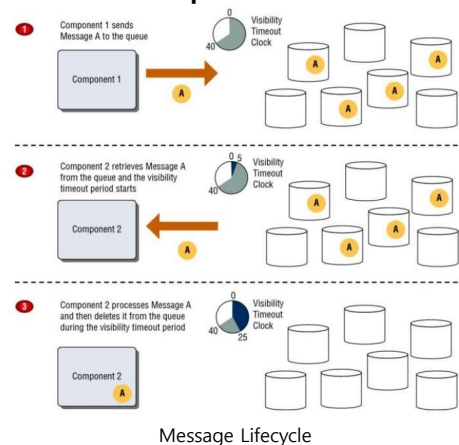 1
Component 1 sends
Message A to the queue
0
40
Visibility
Timeout
Clock
Component 1
A
A
A
A
A
2
Component 2 retrieves Message A
from the queue and the visibility
timeout period starts
0 5
40
Visibility
Timeout
Clock
Component 2
A
A
A
A
A
3
Component 2 processes Message A
and then deletes it from the queue
during the visibility timeout period
0
40
25
Visibility
Timeout
Clock
Component 2
A
Message Lifecycle